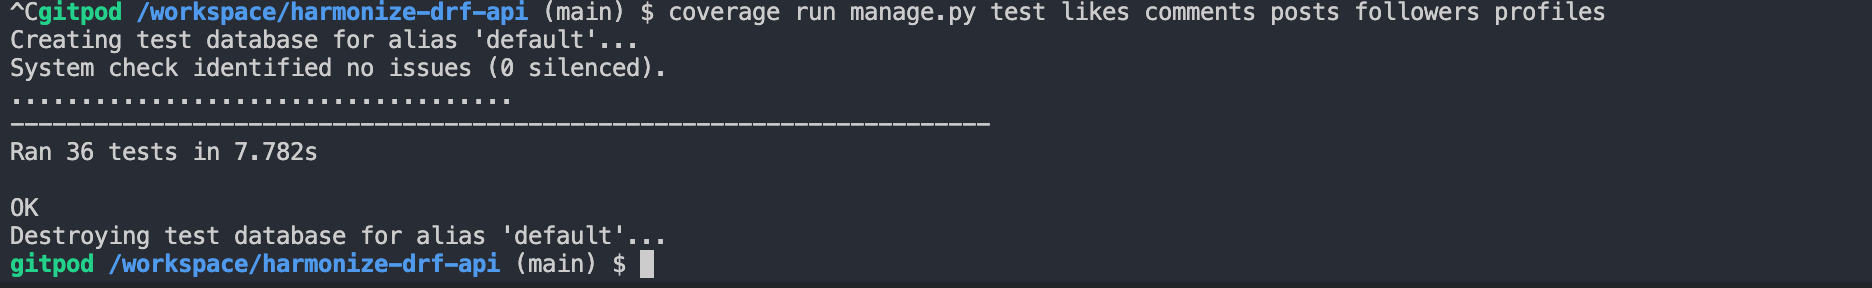 ^Cgitpod /workspace/harmonize-drf-api (main) $ coverage run manage.py test likes comments posts followers profiles
Creating test database for alias 'default'...
System check identified no issues (0 silenced).
....................................
----------------------------------------------------------------------
Ran 36 tests in 7.782s
OK
Destroying test database for alias 'default'...
gitpod /workspace/harmonize-drf-api (main) $